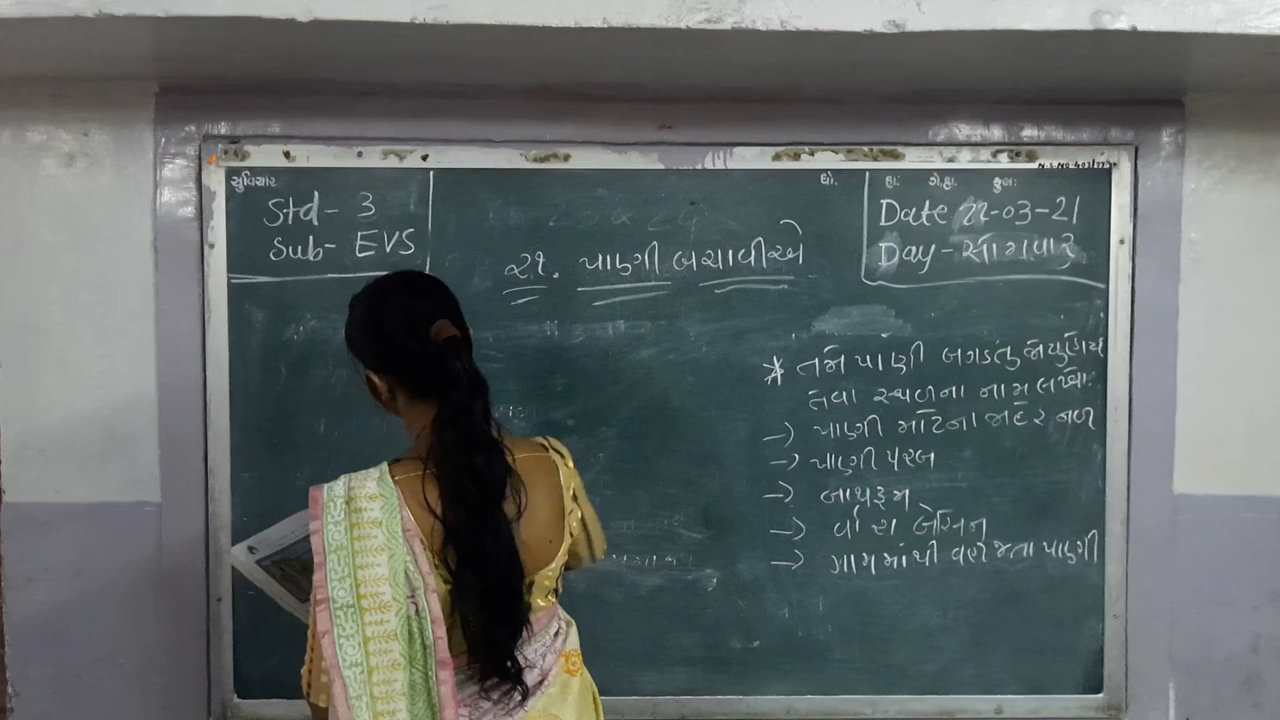 સુવિચાર
Std- 3
Sub- EVS
૨૧. પાણી બચાવીએ
ધો.
હા. ગે.હા. કુલ:
Date 22-03-21
Day- સોમવાર
* તમે પાણી બગડતું જોયું હોય
તેવા સ્થળના નામ લખો.
-> પાણી માટેના જાહેર નળ
-> પાણી પરબ
-> બાથરૂમ
-> વૉશ બેસિન
-> ગામમાંથી વહી જતા પાણી